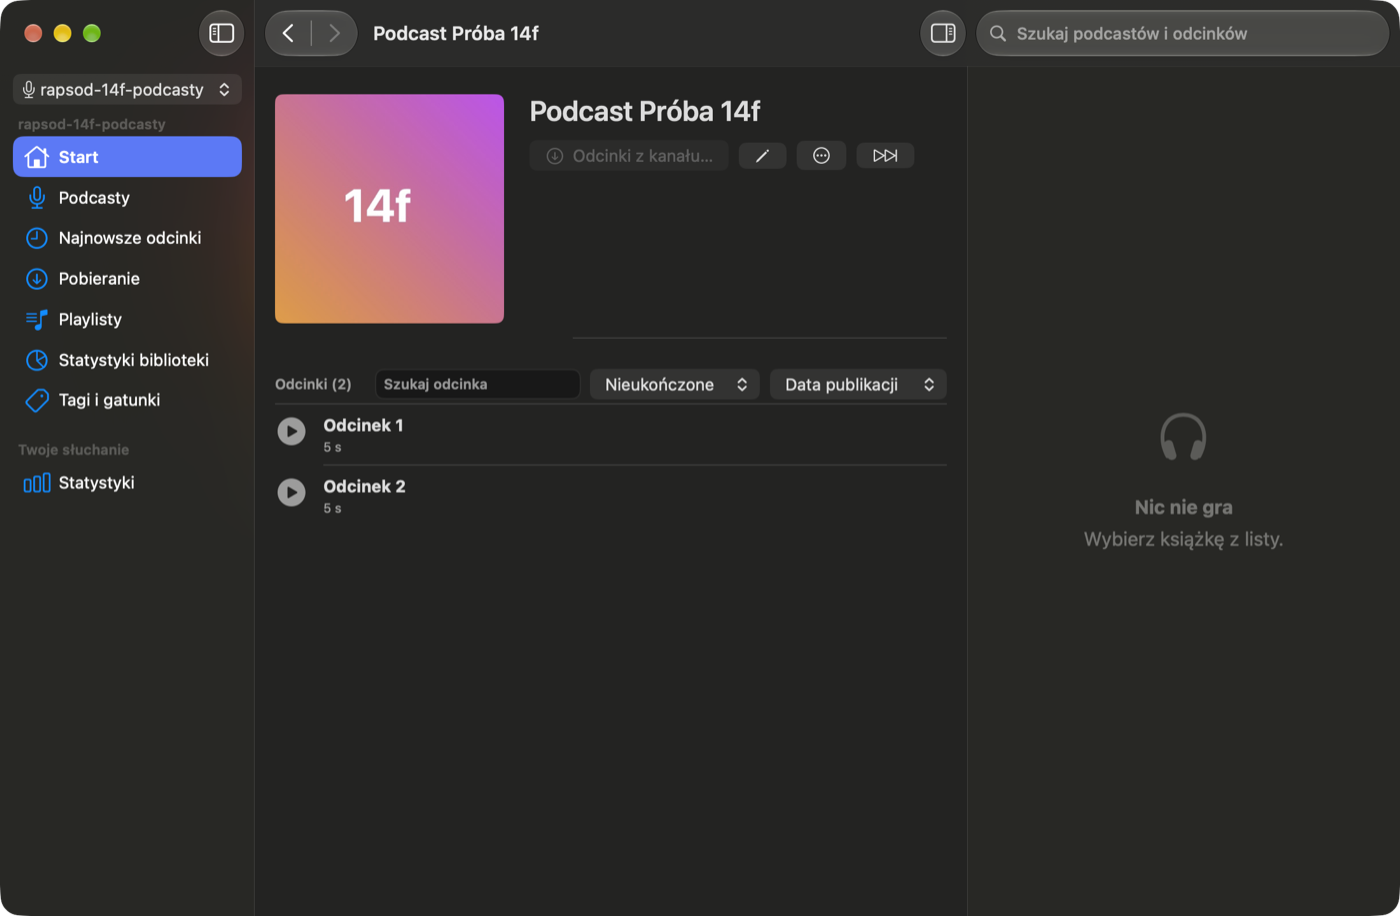 Podcast Próba 14f
Szukaj podcastów i odcinków
rapsod-14f-podcasty
rapsod-14f-podcasty
Start
Podcasty
Najnowsze odcinki
Pobieranie
Playlisty
Statystyki biblioteki
Tagi i gatunki
Twoje słuchanie
Statystyki
14f
Podcast Próba 14f
Odcinki z kanału...
Odcinki (2)
Szukaj odcinka
Nieukończone
Data publikacji
Odcinek 1
5 s
Odcinek 2
5 s
Nic nie gra
Wybierz książkę z listy.